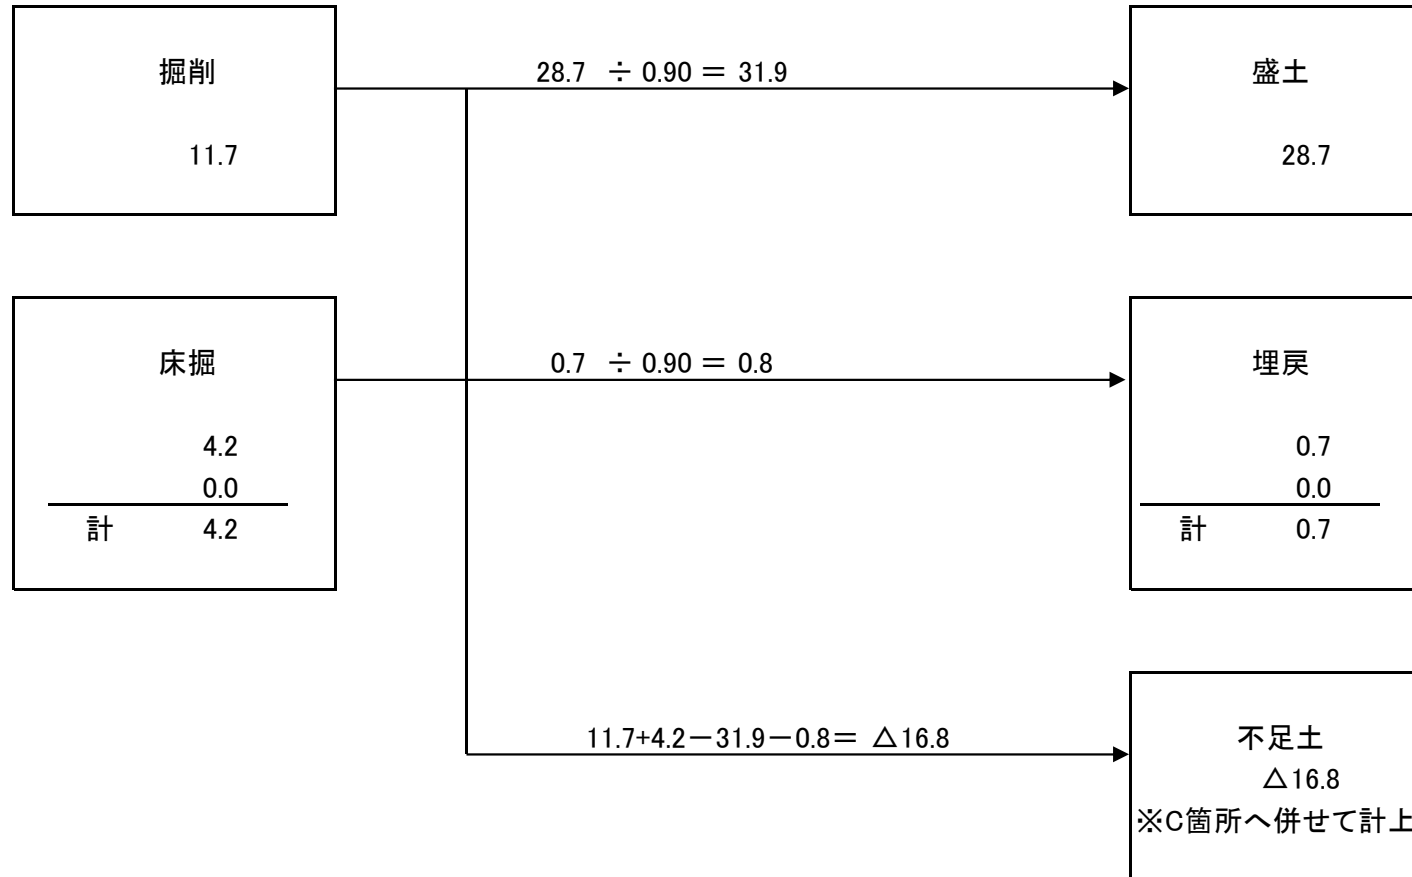 掘削
28.7 ÷ 0.90 = 31.9
盛土
11.7
28.7
床掘
0.7 ÷ 0.90 = 0.8
埋戻
4.2
0.7
0.0
0.0
計 4.2
計 0.7
11.7+4.2－31.9－0.8= △16.8
不足土
△16.8
※C箇所へ併せて計上